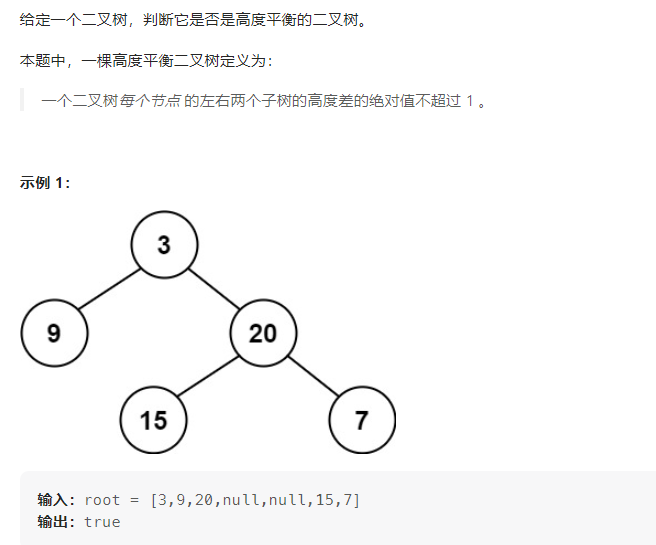 给定一个二叉树，判断它是否是高度平衡的二叉树。
本题中，一棵高度平衡二叉树定义为：
一个二叉树每个节点 的左右两个子树的高度差的绝对值不超过 1 。
示例 1：
3
9
20
15
7
输入：root = [3,9,20,null,null,15,7]
输出：true